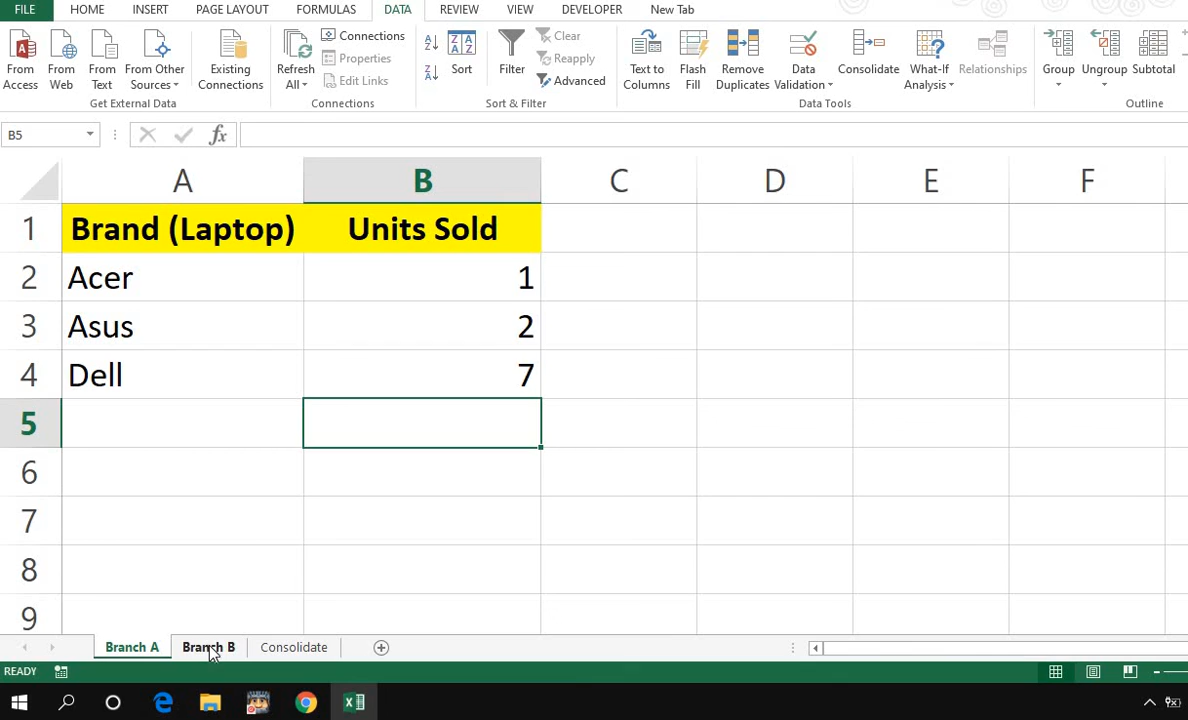 FILE HOME INSERT PAGE LAYOUT FORMULAS DATA REVIEW VIEW DEVELOPER New Tab
From Access
From Web
From Text
From Other Sources
Existing Connections
Get External Data
Refresh All
Connections
Properties
Edit Links
Connections
Sort
Filter
Clear
Reapply
Advanced
Sort & Filter
Text to Columns
Flash Fill
Remove Duplicates
Data Validation
Consolidate
What-If Analysis
Relationships
Data Tools
Group
Ungroup
Subtotal
Outline
B5
fx
A B C D E F
1 Brand (Laptop) Units Sold
2 Acer 1
3 Asus 2
4 Dell 7
5
6
7
8
9
Branch A Branch B Consolidate
READY